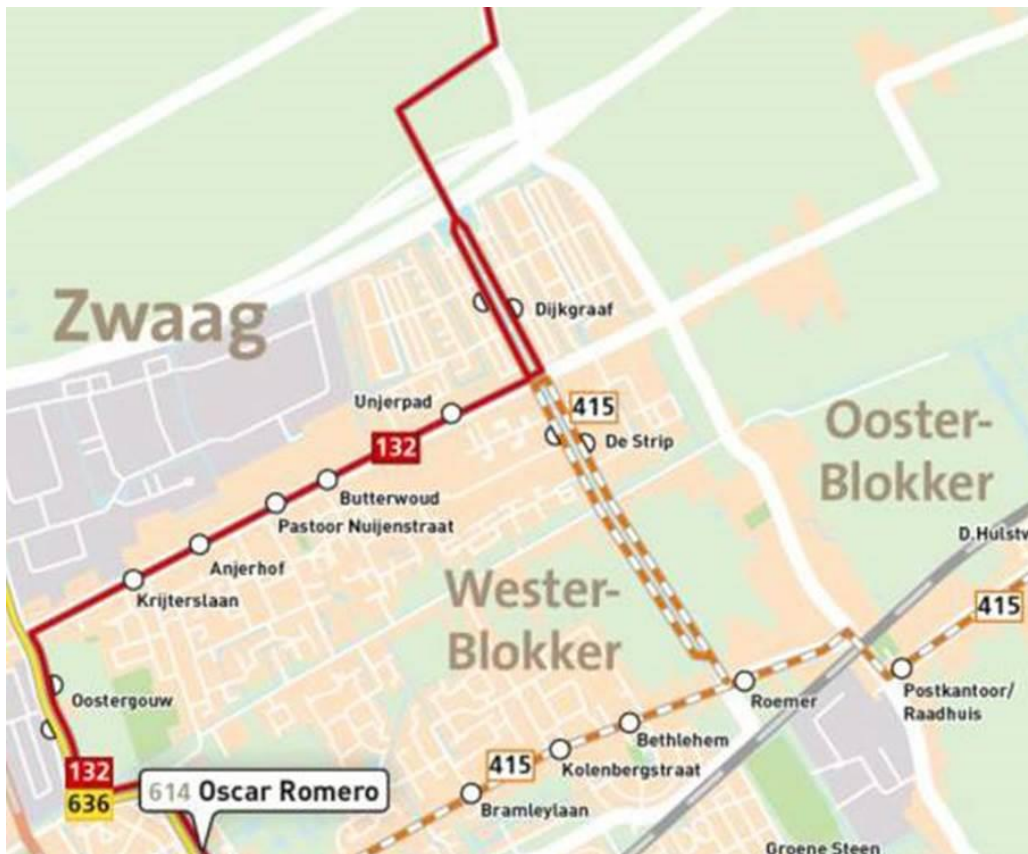 Zwaag
Dijkgraaf
Unjerpad
415
De Strip
132
Ooster-
Blokker
Butterwoud
Pastoor Nuijenstraat
Anjerhof
Krijterslaan
D.Hulstw
Wester-
Blokker
415
Oostergouw
Roemer
Postkantoor/
Raadhuis
Bethlehem
Kolenbergstraat
415
132
636
614 Oscar Romero
Bramleylaan
Groene Steen